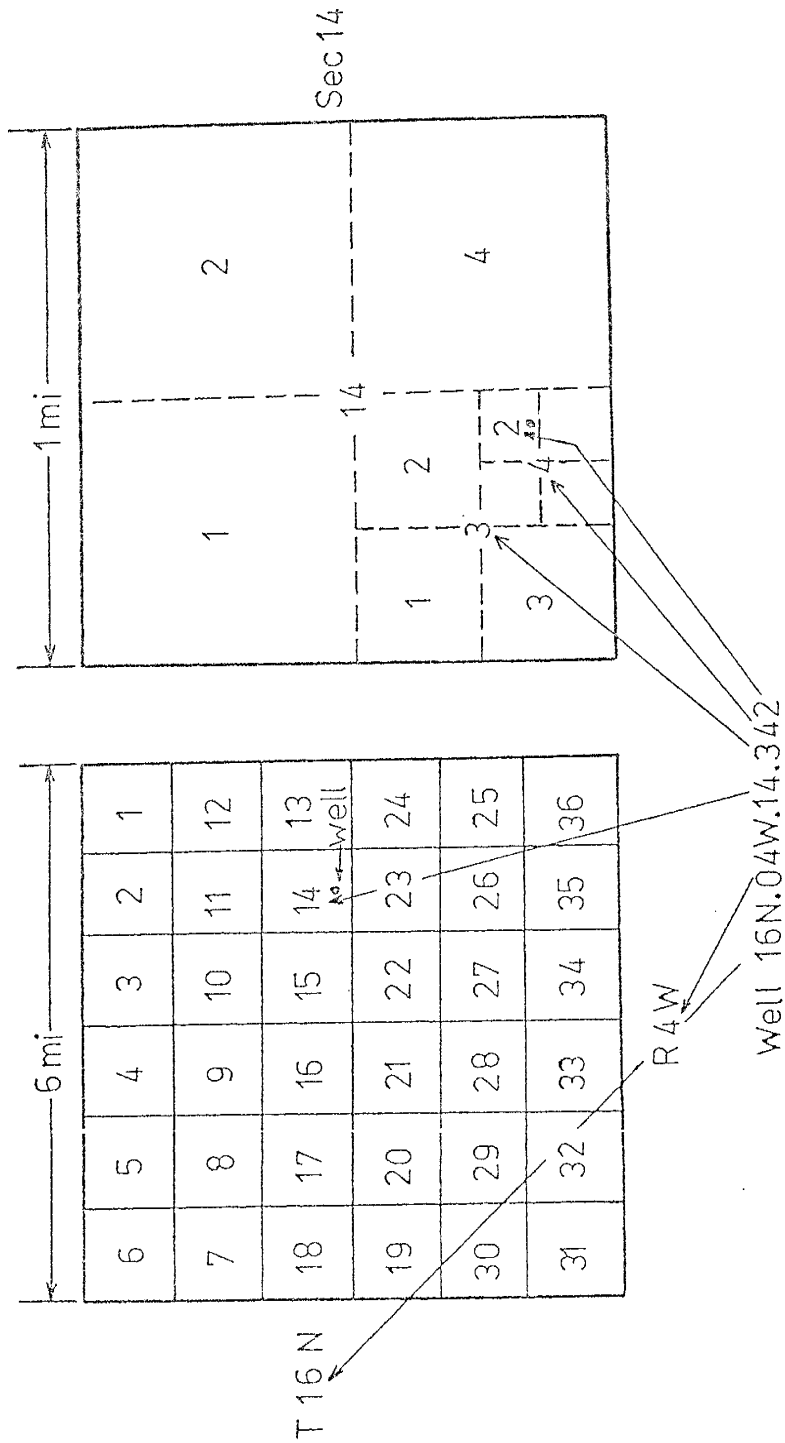 6 mi
6 5 4 3 2 1
7 8 9 10 11 12
18 17 16 15 14 13
well
19 20 21 22 23 24
30 29 28 27 26 25
31 32 33 34 35 36
T 16 N
R 4 W
1 mi
1 2
14
1 2
3
3 4 2
4
Sec 14
Well 16N.04W.14.342